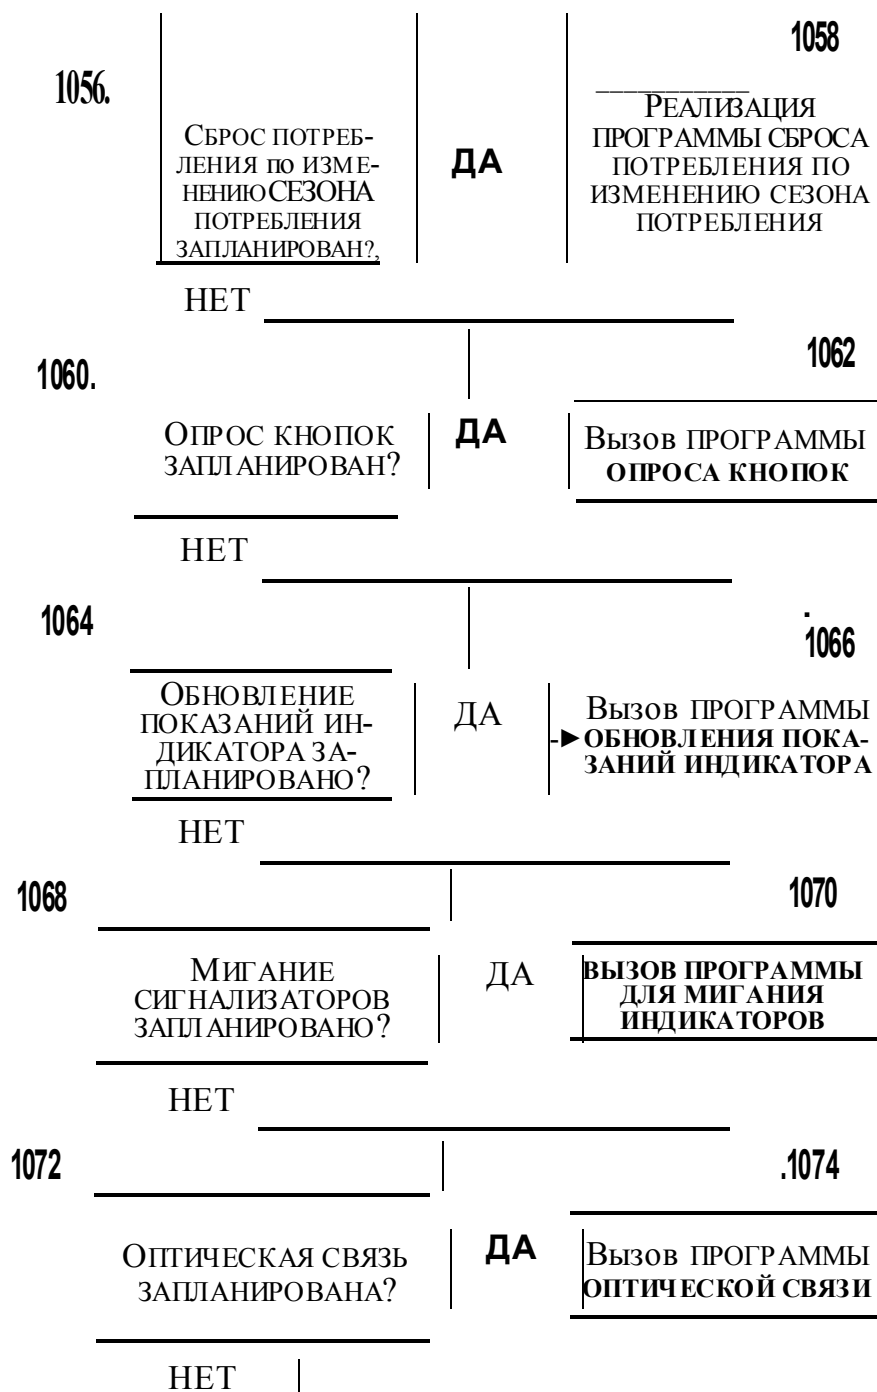 1058
1056.
СБРОС ПОТРЕБ-
ЛЕНИЯ по ИЗМЕ-
НЕНИЮ СЕЗОНА
ПОТРЕБЛЕНИЯ
ЗАПЛАНИРОВАН?,
ДА
РЕАЛИЗАЦИЯ
ПРОГРАММЫ СБРОСА
ПОТРЕБЛЕНИЯ ПО
ИЗМЕНЕНИЮ СЕЗОНА
ПОТРЕБЛЕНИЯ
НЕТ
1060.
1062
ОПРОС КНОПОК
ЗАПЛАНИРОВАН?
ДА
Вызов ПРОГРАММЫ
ОПРОСА КНОПОК
НЕТ
1064
1066
ОБНОВЛЕНИЕ
ПОКАЗАНИЙ ИН-
ДИКАТОРА ЗА-
ПЛАНИРОВАНО?
ДА
Вызов ПРОГРАММЫ
-►ОБНОВЛЕНИЯ ПОКА-
ЗАНИЙ ИНДИКАТОРА
НЕТ
1068
1070
МИГАНИЕ
СИГНАЛИЗАТОРОВ
ЗАПЛАНИРОВАНО?
ДА
ВЫЗОВ ПРОГРАММЫ
ДЛЯ МИГАНИЯ
ИНДИКАТОРОВ
НЕТ
1072
.1074
ОПТИЧЕСКАЯ СВЯЗЬ
ЗАПЛАНИРОВАНА?
ДА
Вызов ПРОГРАММЫ
ОПТИЧЕСКОЙ СВЯЗИ
НЕТ